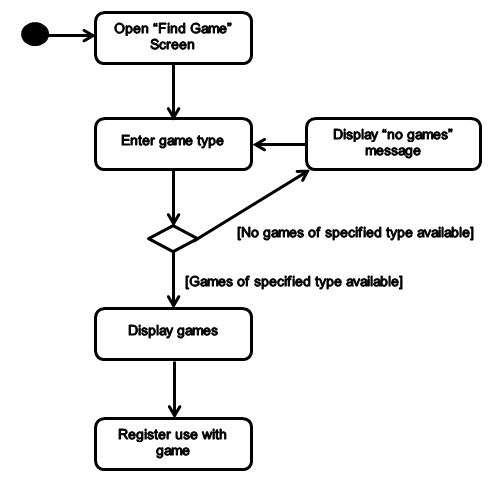 Open “Find Game”
Screen
Enter game type
Display “no games”
message
[No games of specified type available]
[Games of specified type available]
Display games
Register use with
game